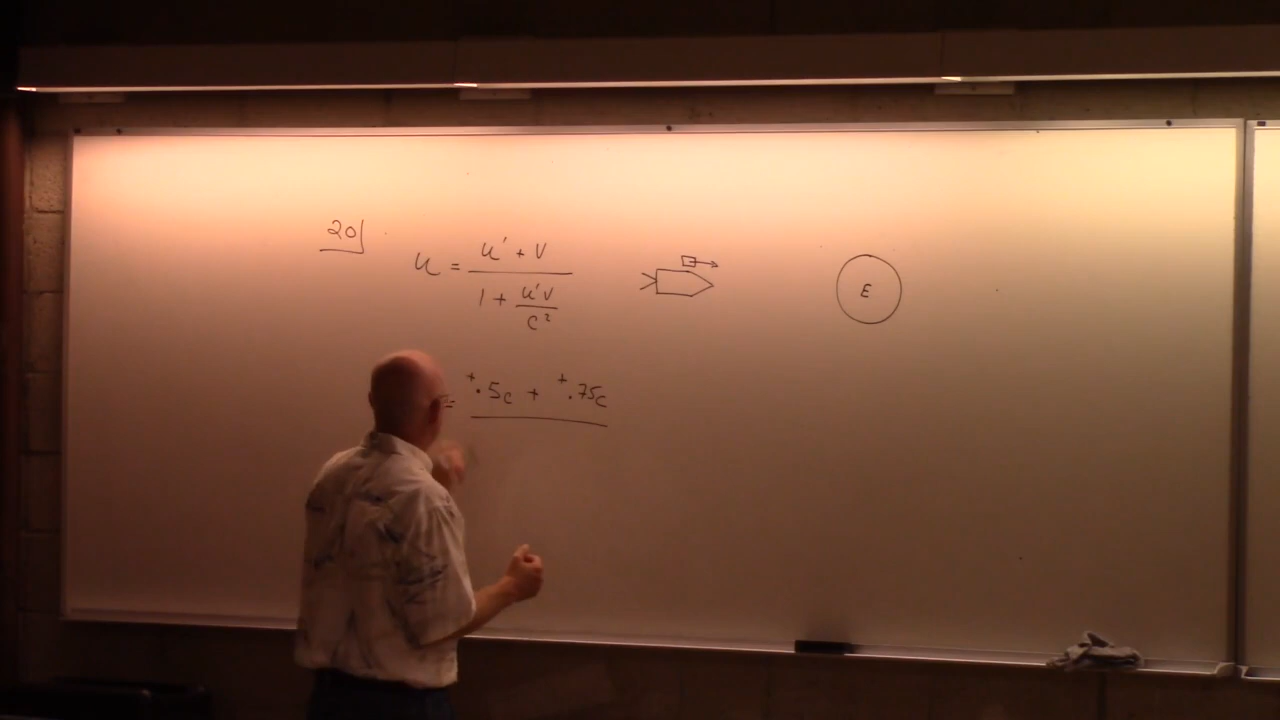 20
u = u' + v / 1 + u'v / c²
E
= +.5c + +.75c